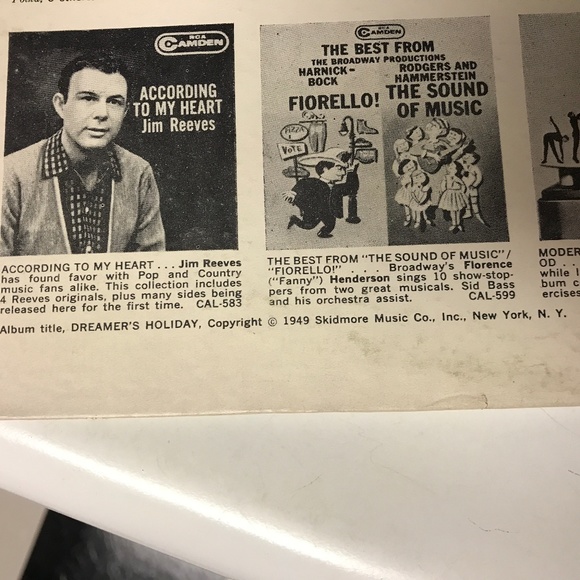 RCA
CAMDEN
ACCORDING
TO MY HEART
Jim Reeves
ACCORDING TO MY HEART . . . Jim Reeves
has found favor with Pop and Country
music fans alike. This collection includes
4 Reeves originals, plus many sides being
released here for the first time. CAL-583
RCA
CAMDEN
THE BEST FROM
THE BROADWAY PRODUCTIONS
HARNICK-
BOCK
FIORELLO!
RODGERS AND
HAMMERSTEIN
THE SOUND
OF MUSIC
PIZZA
VOTE
THE BEST FROM "THE SOUND OF MUSIC"/
"FIORELLO!" . . . . Broadway's Florence
("Fanny") Henderson sings 10 show-stop-
pers from two great musicals. Sid Bass
and his orchestra assist. CAL-599
MODER
OD . .
while
bum c
ercises
Album title, DREAMER'S HOLIDAY, Copyright © 1949 Skidmore Music Co., Inc., New York, N. Y.